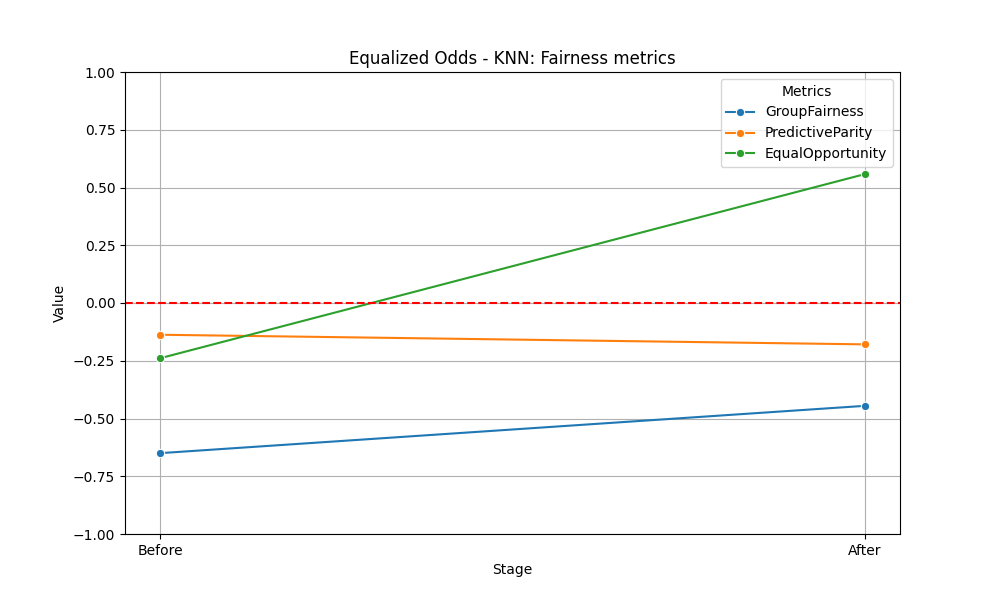 Equalized Odds - KNN: Fairness metrics
Metrics
GroupFairness
PredictiveParity
EqualOpportunity
1.00
0.75
0.50
0.25
0.00
−0.25
−0.50
−0.75
−1.00
Value
Before
After
Stage